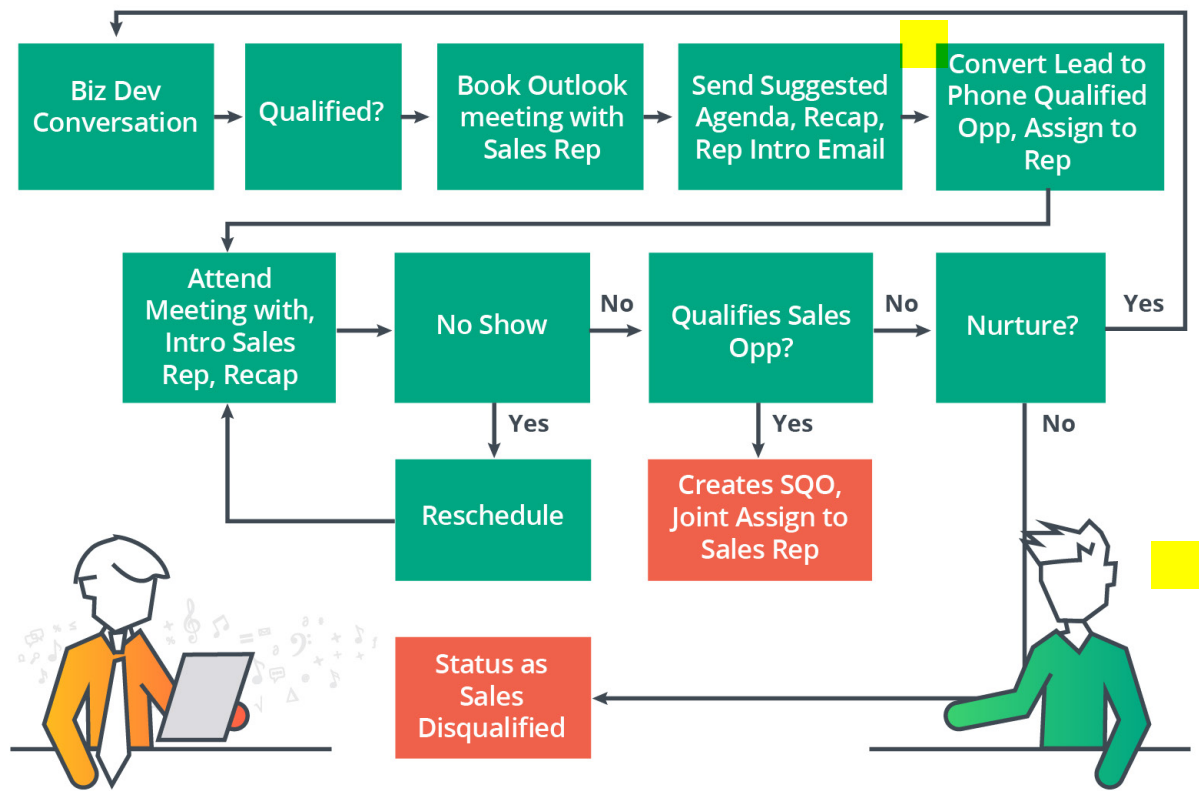 Biz Dev
Conversation
Qualified?
Book Outlook
meeting with
Sales Rep
Send Suggested
Agenda, Recap,
Rep Intro Email
Convert Lead to
Phone Qualified
Opp, Assign to
Rep
Attend
Meeting with,
Intro Sales
Rep, Recap
No Show
No
Qualifies Sales
Opp?
No
Nurture?
Yes
Yes
Yes
No
Reschedule
Creates SQO,
Joint Assign to
Sales Rep
Status as
Sales
Disqualified